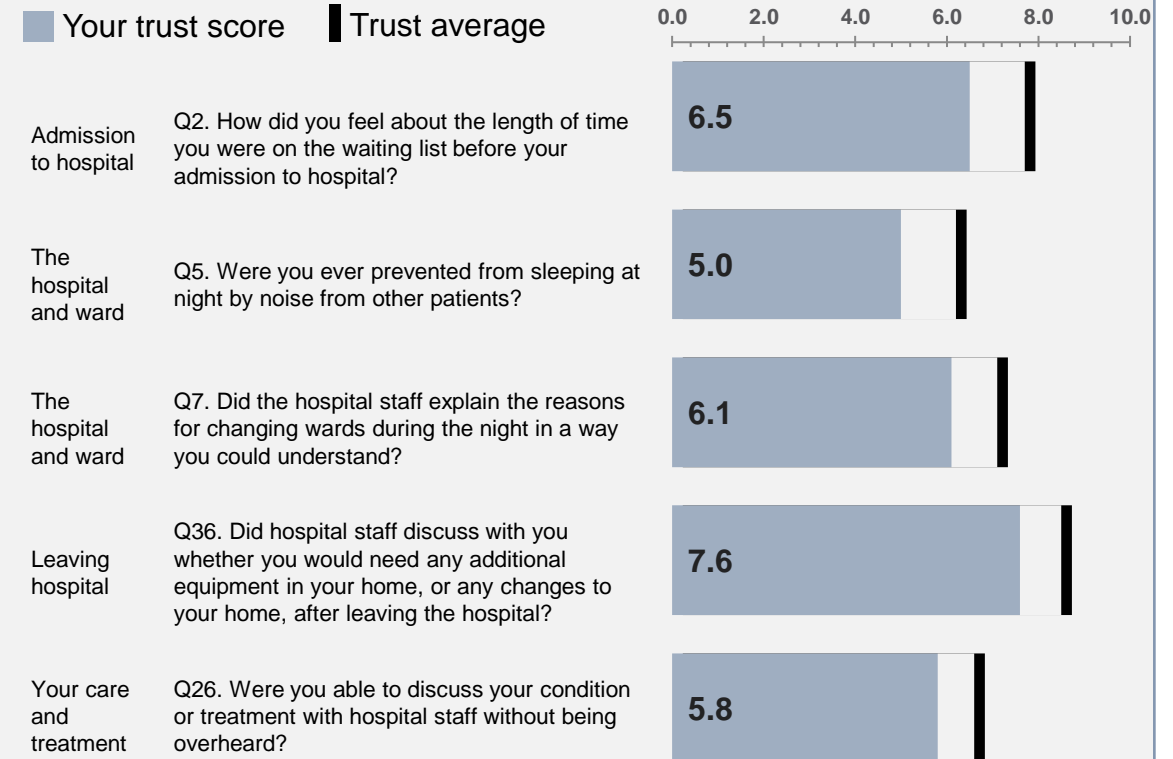 Your trust score Trust average
0.0 2.0 4.0 6.0 8.0 10.0
Admission
to hospital
Q2. How did you feel about the length of time
you were on the waiting list before your
admission to hospital?
6.5
The
hospital
and ward
Q5. Were you ever prevented from sleeping at
night by noise from other patients?
5.0
The
hospital
and ward
Q7. Did the hospital staff explain the reasons
for changing wards during the night in a way
you could understand?
6.1
Leaving
hospital
Q36. Did hospital staff discuss with you
whether you would need any additional
equipment in your home, or any changes to
your home, after leaving the hospital?
7.6
Your care
and
treatment
Q26. Were you able to discuss your condition
or treatment with hospital staff without being
overheard?
5.8